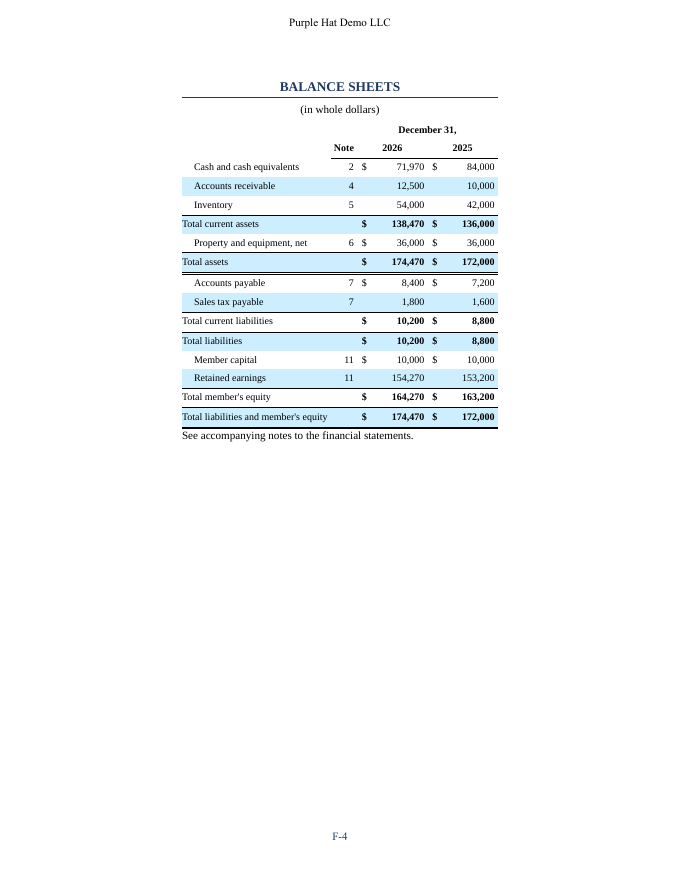 Purple Hat Demo LLC
BALANCE SHEETS
(in whole dollars)
December 31,
Note 2026 2025
Cash and cash equivalents 2 $ 71,970 $ 84,000
Accounts receivable 4 12,500 10,000
Inventory 5 54,000 42,000
Total current assets $ 138,470 $ 136,000
Property and equipment, net 6 $ 36,000 $ 36,000
Total assets $ 174,470 $ 172,000
Accounts payable 7 $ 8,400 $ 7,200
Sales tax payable 7 1,800 1,600
Total current liabilities $ 10,200 $ 8,800
Total liabilities $ 10,200 $ 8,800
Member capital 11 $ 10,000 $ 10,000
Retained earnings 11 154,270 153,200
Total member's equity $ 164,270 $ 163,200
Total liabilities and member's equity $ 174,470 $ 172,000
See accompanying notes to the financial statements.
F-4